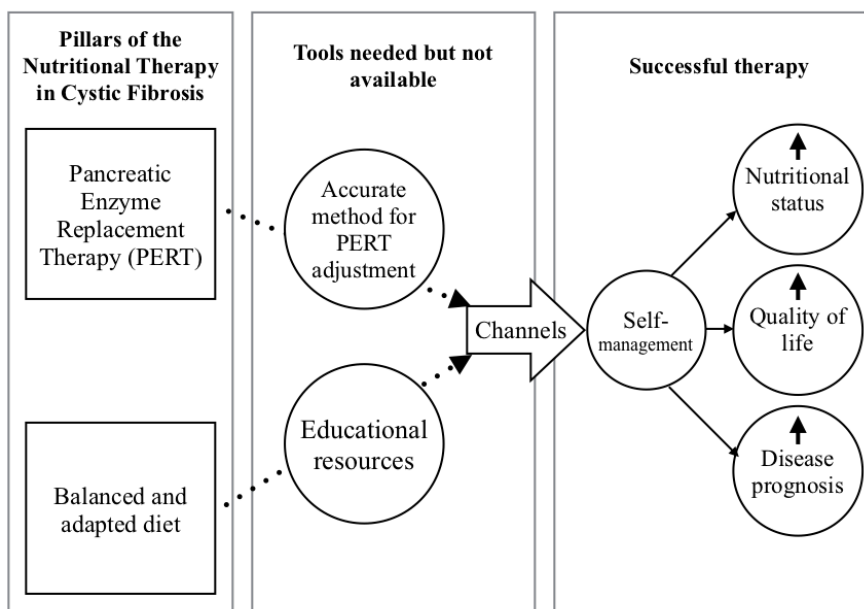 Pillars of the
Nutritional Therapy
in Cystic Fibrosis
Pancreatic
Enzyme
Replacement
Therapy (PERT)
Balanced and
adapted diet
Tools needed but not
available
Accurate
method for
PERT
adjustment
Educational
resources
Channels
Successful therapy
Self-
management
Nutritional
status
Quality of
life
Disease
prognosis